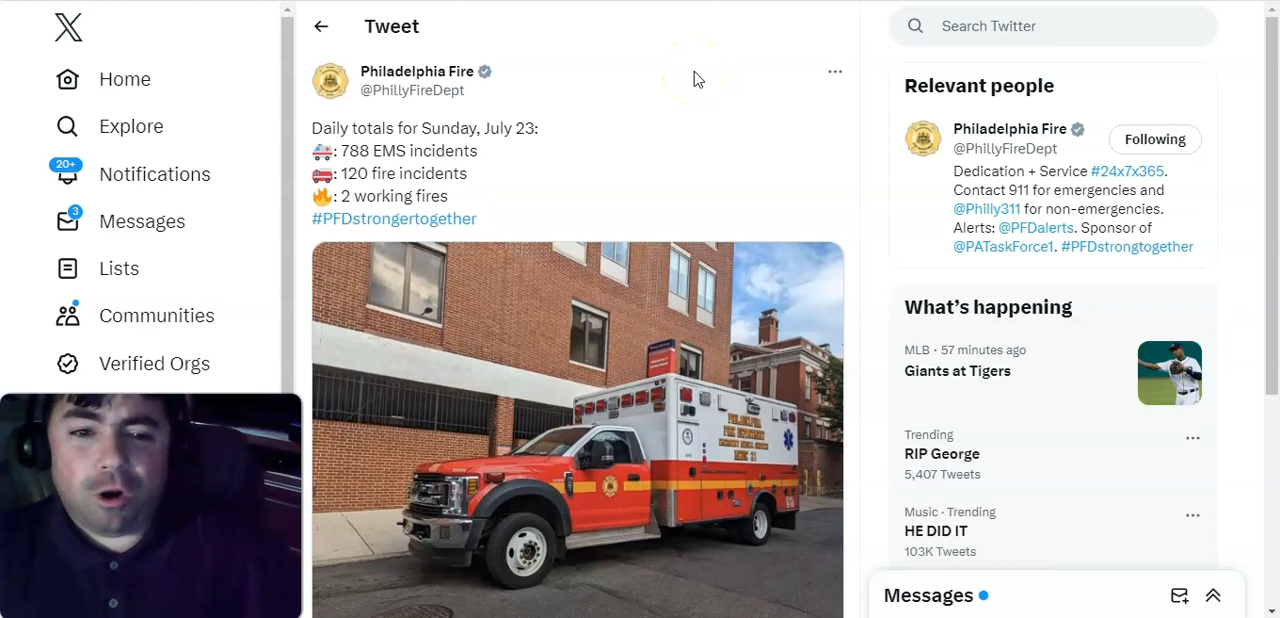 Home
Explore
20+
Notifications
3
Messages
Lists
Communities
Verified Orgs
Tweet
Philadelphia Fire
@PhillyFireDept
Daily totals for Sunday, July 23:
: 788 EMS incidents
: 120 fire incidents
: 2 working fires
#PFDstrongertogether
PHILADELPHIA
FIRE DEPARTMENT
Search Twitter
Relevant people
Philadelphia Fire
@PhillyFireDept
Following
Dedication + Service #24x7x365.
Contact 911 for emergencies and
@Philly311 for non-emergencies.
Alerts: @PFDalerts. Sponsor of
@PATaskForce1. #PFDstrongtogether
What's happening
MLB · 57 minutes ago
Giants at Tigers
Trending
RIP George
5,407 Tweets
Music · Trending
HE DID IT
103K Tweets
Messages